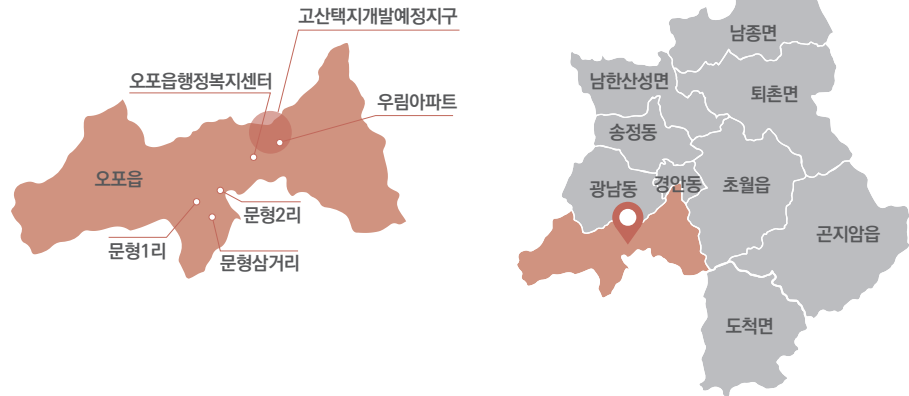 고산택지개발예정지구
오포읍행정복지센터
우림아파트
오포읍
문형2리
문형1리
문형삼거리
남종면
남한산성면
퇴촌면
송정동
광남동
경안동
초월읍
곤지암읍
도척면